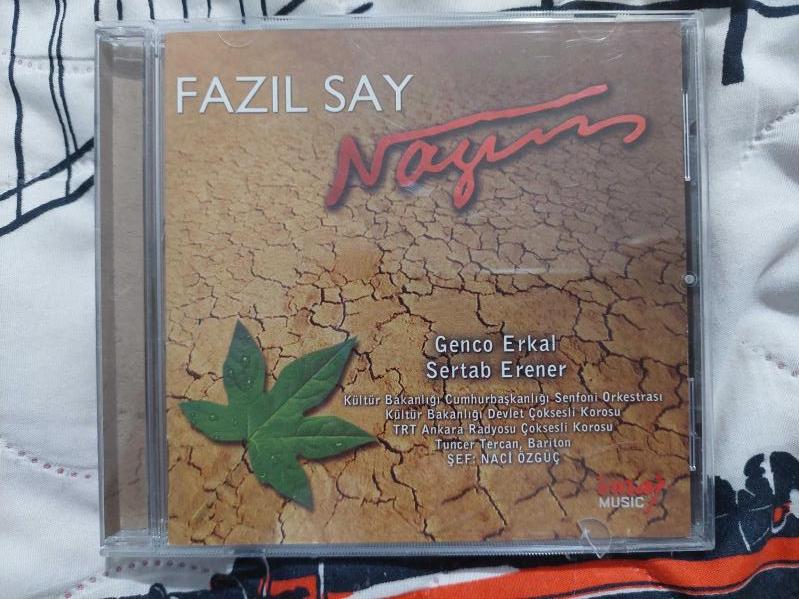 FAZIL SAY
Nâzım
Genco Erkal
Sertab Erener
Kültür Bakanlığı Cumhurbaşkanlığı Senfoni Orkestrası
Kültür Bakanlığı Devlet Çoksesli Korosu
TRT Ankara Radyosu Çoksesli Korosu
Tuncer Tercan, Bariton
ŞEF: NACİ ÖZGÜÇ
MUSIC